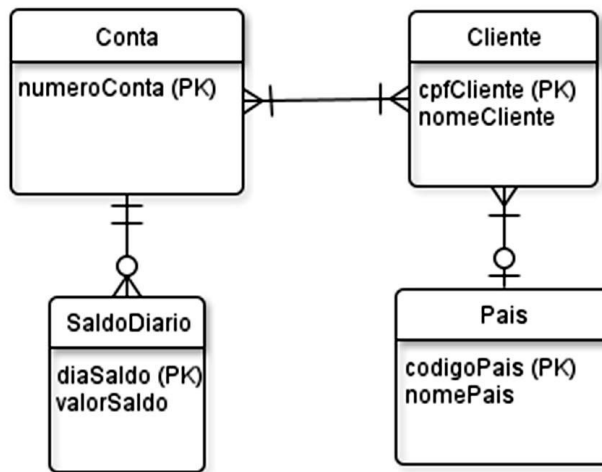 Conta
numeroConta (PK)
Cliente
cpfCliente (PK)
nomeCliente
SaldoDiario
diaSaldo (PK)
valorSaldo
Pais
codigoPais (PK)
nomePais